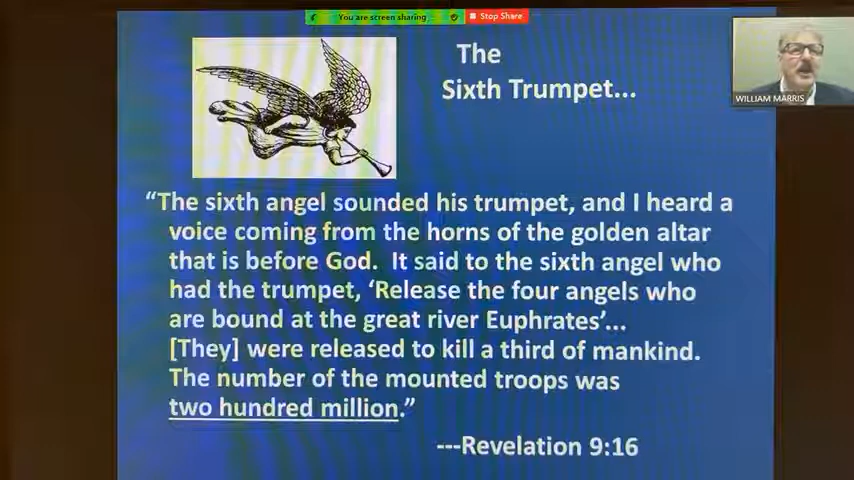 You are screen sharing
Stop Share
WILLIAM MARRIS
The
Sixth Trumpet...
“The sixth angel sounded his trumpet, and I heard a
voice coming from the horns of the golden altar
that is before God.  It said to the sixth angel who
had the trumpet, ‘Release the four angels who
are bound at the great river Euphrates’...
[They] were released to kill a third of mankind.
The number of the mounted troops was
two hundred million.”
---Revelation 9:16